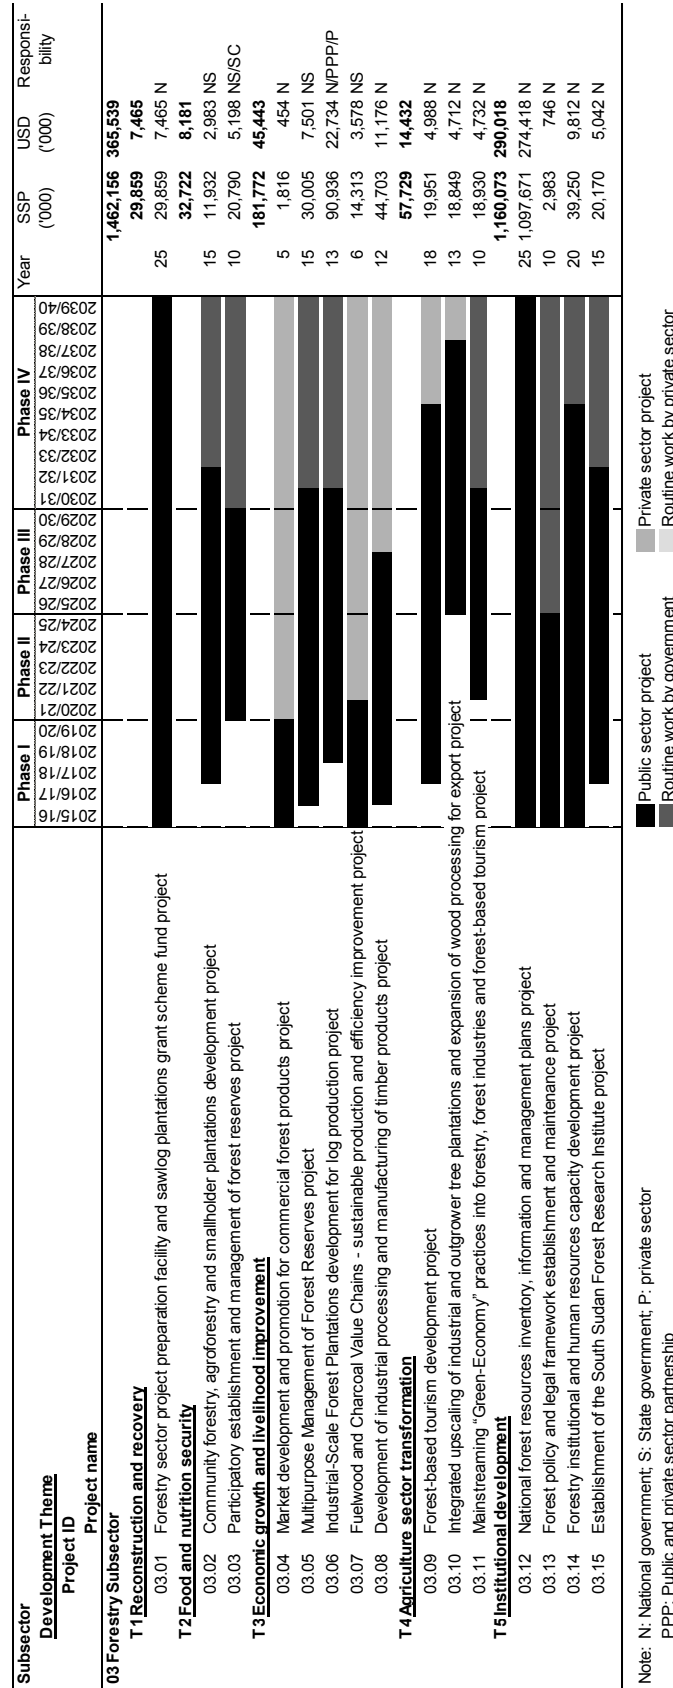 Subsector
Development Theme
Project ID
Project name
Phase I Phase II Phase III Phase IV
2015/16 2016/17 2017/18 2018/19 2019/20 2020/21 2021/22 2022/23 2023/24 2024/25 2025/26 2026/27 2027/28 2028/29 2029/30 2030/31 2031/32 2032/33 2033/34 2034/35 2035/36 2036/37 2037/38 2038/39 2039/40
Year SSP USD Responsi-
('000) ('000) bility
03 Forestry Subsector 1,462,156 365,539
T1 Reconstruction and recovery 29,859 7,465
03.01 Forestry sector project preparation facility and sawlog plantations grant scheme fund project 25 29,859 7,465 N
T2 Food and nutrition security 32,722 8,181
03.02 Community forestry, agroforestry and smallholder plantations development project 15 11,932 2,983 NS
03.03 Participatory establishment and management of forest reserves project 10 20,790 5,198 NS/SC
T3 Economic growth and livelihood improvement 181,772 45,443
03.04 Market development and promotion for commercial forest products project 5 1,816 454 N
03.05 Multipurpose Management of Forest Reserves project 15 30,005 7,501 NS
03.06 Industrial-Scale Forest Plantations development for log production project 13 90,936 22,734 N/PPP/P
03.07 Fuelwood and Charcoal Value Chains - sustainable production and efficiency improvement project 6 14,313 3,578 NS
03.08 Development of industrial processing and manufacturing of timber products project 12 44,703 11,176 N
T4 Agriculture sector transformation 57,729 14,432
03.09 Forest-based tourism development project 18 19,951 4,988 N
03.10 Integrated upscaling of industrial and outgrower tree plantations and expansion of wood processing for export project 13 18,849 4,712 N
03.11 Mainstreaming “Green-Economy” practices into forestry, forest industries and forest-based tourism project 10 18,930 4,732 N
T5 Institutional development 1,160,073 290,018
03.12 National forest resources inventory, information and management plans project 25 1,097,671 274,418 N
03.13 Forest policy and legal framework establishment and maintenance project 10 2,983 746 N
03.14 Forestry institutional and human resources capacity development project 20 39,250 9,812 N
03.15 Establishment of the South Sudan Forest Research Institute project 15 20,170 5,042 N
Note: N: National government; S: State government; P: private sector
PPP: Public and private sector partnership
Public sector project Private sector project
Routine work by government Routine work by private sector